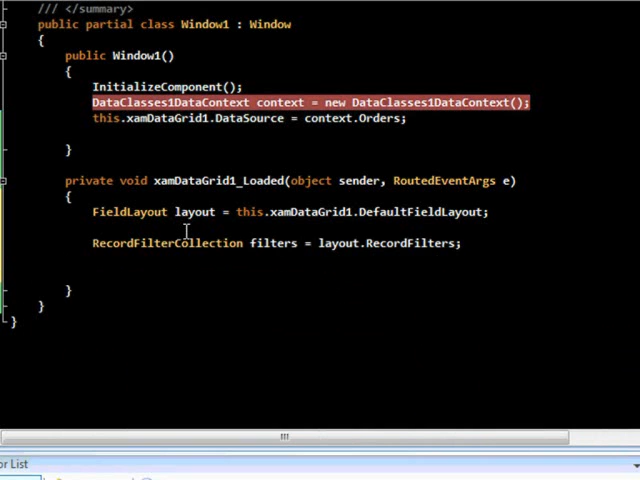 /// </summary>
public partial class Window1 : Window
{
public Window1()
{
InitializeComponent();
DataClasses1DataContext context = new DataClasses1DataContext();
this.xamDataGrid1.DataSource = context.Orders;
}
private void xamDataGrid1_Loaded(object sender, RoutedEventArgs e)
{
FieldLayout layout = this.xamDataGrid1.DefaultFieldLayout;
RecordFilterCollection filters = layout.RecordFilters;
}
}
}
or List